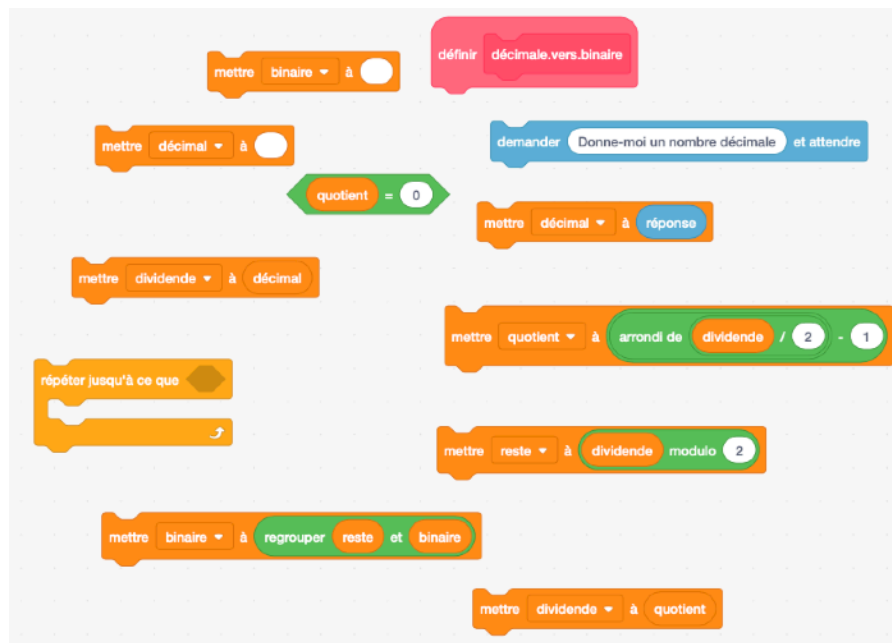 définir décimale.vers.binaire
mettre binaire à
demander Donne-moi un nombre décimale et attendre
mettre décimal à
quotient = 0
mettre décimal à réponse
mettre dividende à décimal
mettre quotient à arrondi de dividende / 2 - 1
répéter jusqu'à ce que
mettre reste à dividende modulo 2
mettre binaire à regrouper reste et binaire
mettre dividende à quotient